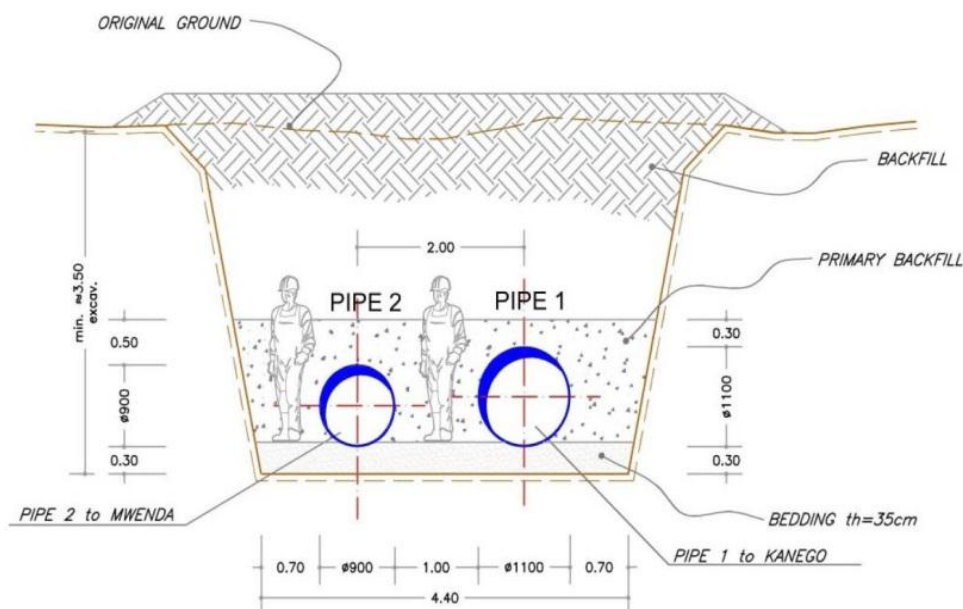 ORIGINAL GROUND
BACKFILL
2.00
PRIMARY BACKFILL
PIPE 2
PIPE 1
min. ≈3.50
excav.
0.50
ø900
0.30
0.30
ø1100
0.30
PIPE 2 to MWENDA
BEDDING th=35cm
PIPE 1 to KANEGO
0.70 ø900 1.00 ø1100 0.70
4.40